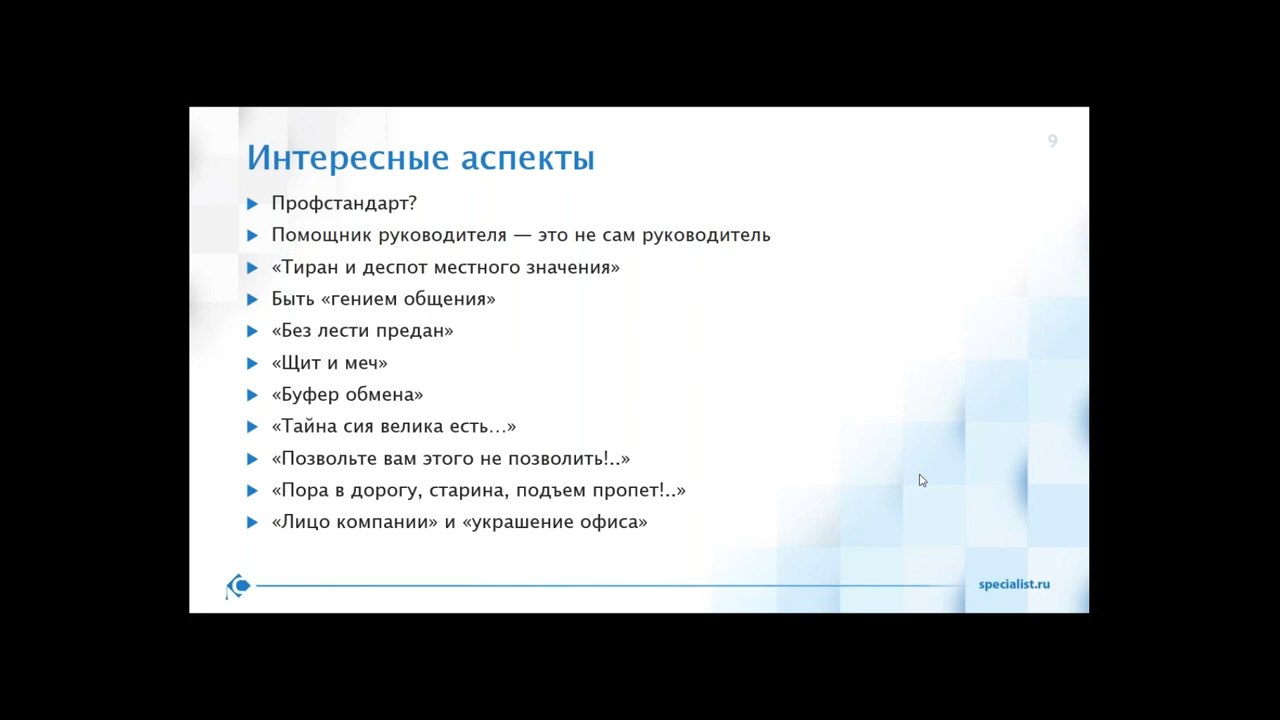 9
Интересные аспекты
Профстандарт?
Помощник руководителя — это не сам руководитель
«Тиран и деспот местного значения»
Быть «гением общения»
«Без лести предан»
«Щит и меч»
«Буфер обмена»
«Тайна сия велика есть…»
«Позвольте вам этого не позволить!..»
«Пора в дорогу, старина, подъем пропет!..»
«Лицо компании» и «украшение офиса»
specialist.ru